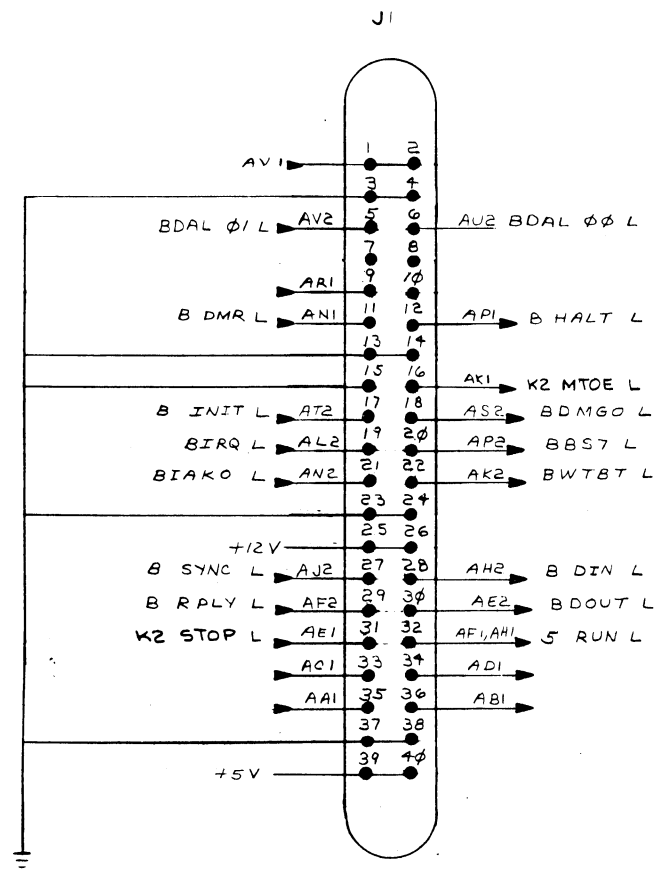 J1
1 2
AV1
3 4
BDAL Ø1 L AV2 5 6 AU2 BDAL ØØ L
7 8
AR1 9 1Ø
B DMR L AN1 11 12 AP1 B HALT L
13 14
15 16 AK1 K2 MTOE L
B INIT L AT2 17 18 AS2 BDMGO L
BIRQ L AL2 19 2Ø AP2 BBS7 L
BIAKO L AN2 21 22 AK2 BWTBT L
23 24
+12V 25 26
B SYNC L AJ2 27 28 AH2 B DIN L
B RPLY L AF2 29 3Ø AE2 BDOUT L
K2 STOP L AE1 31 32 AF1,AH1 S RUN L
AC1 33 34 AD1
AA1 35 36 AB1
37 38
+5V 39 4Ø